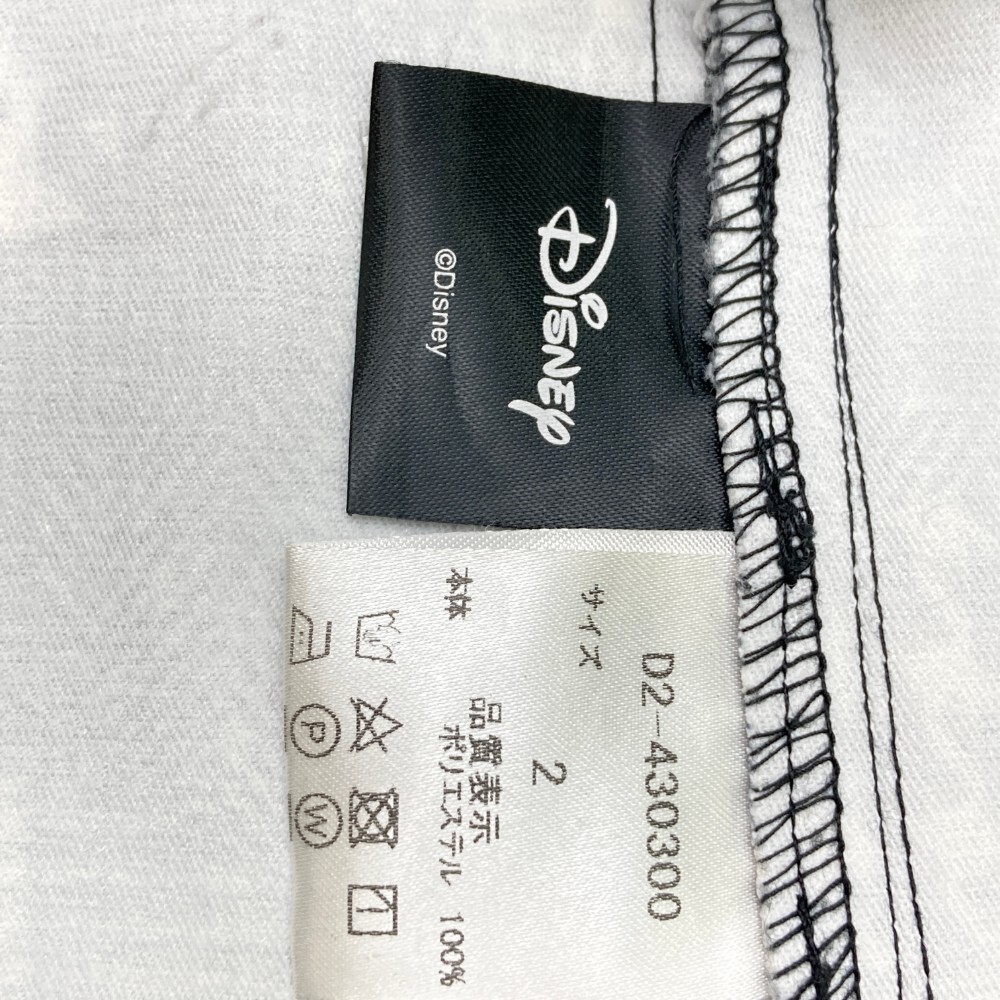 Disney
©Disney
D2-430300
サイズ
2
品質表示
本体 ポリエステル 100%
P
W